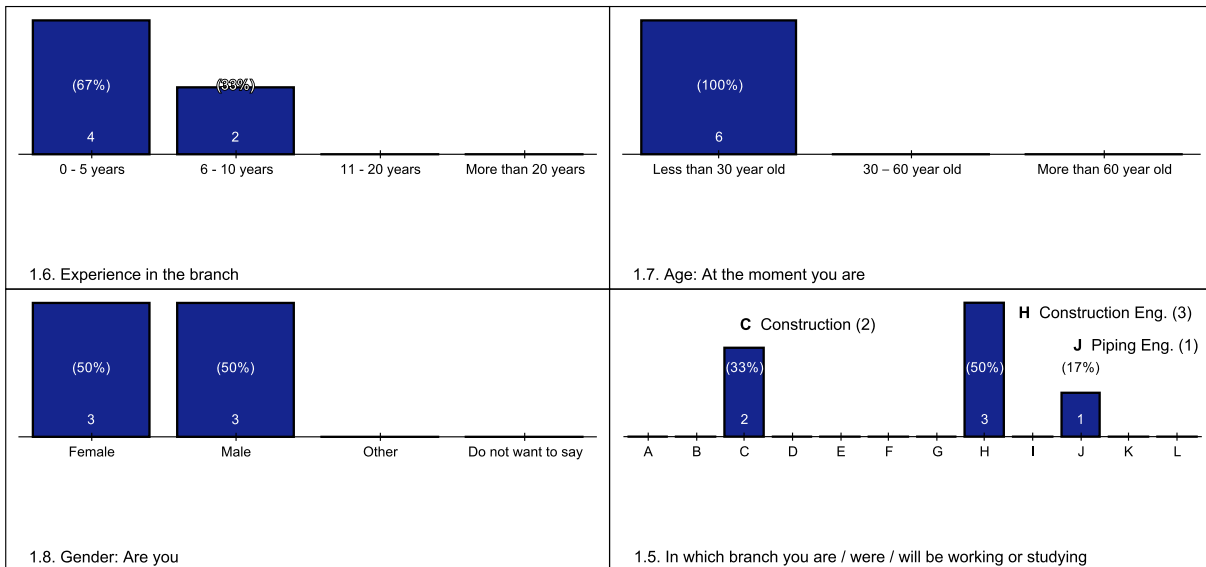 (67%)
(33%)
4
2
0 - 5 years
6 - 10 years
11 - 20 years
More than 20 years
1.6. Experience in the branch
(100%)
6
Less than 30 year old
30 – 60 year old
More than 60 year old
1.7. Age: At the moment you are
(50%)
(50%)
3
3
Female
Male
Other
Do not want to say
1.8. Gender: Are you
H Construction Eng. (3)
C Construction (2)
J Piping Eng. (1)
(33%)
(50%)
(17%)
2
3
1
A B C D E F G H I J K L
1.5. In which branch you are / were / will be working or studying